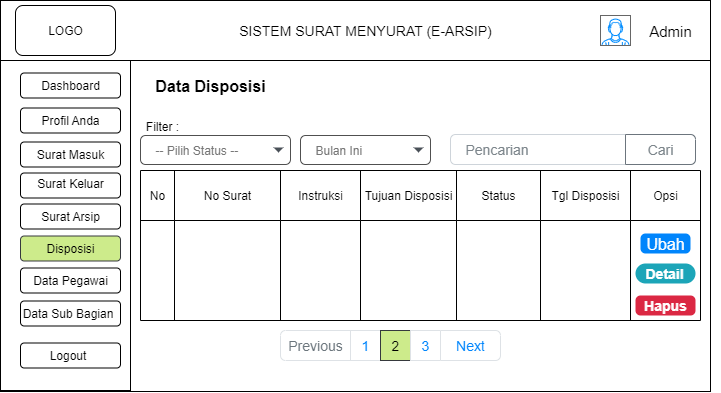 LOGO
SISTEM SURAT MENYURAT (E-ARSIP)
Admin
Dashboard
Profil Anda
Surat Masuk
Surat Keluar
Surat Arsip
Disposisi
Data Pegawai
Data Sub Bagian
Logout
Data Disposisi
Filter :
-- Pilih Status --
Bulan Ini
Pencarian
Cari
No No Surat Instruksi Tujuan Disposisi Status Tgl Disposisi Opsi
Ubah
Detail
Hapus
Previous 1 2 3 Next